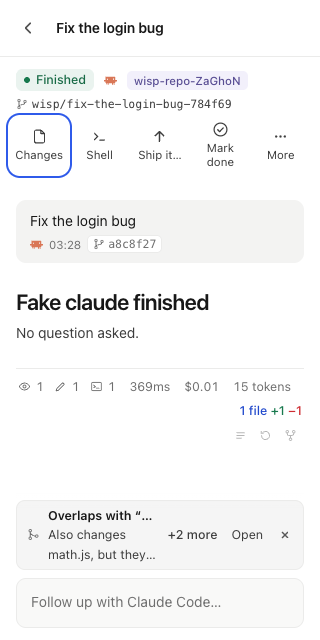 Fix the login bug
Finished
wisp-repo-ZaGhoN
wisp/fix-the-login-bug-784f69
Changes
Shell
Ship it...
Mark
done
More
Fix the login bug
03:28 a8c8f27
Fake claude finished
No question asked.
1 1 1 369ms $0.01 15 tokens
1 file +1 −1
Overlaps with “...
Also changes
math.js, but they...
+2 more
Open
×
Follow up with Claude Code...